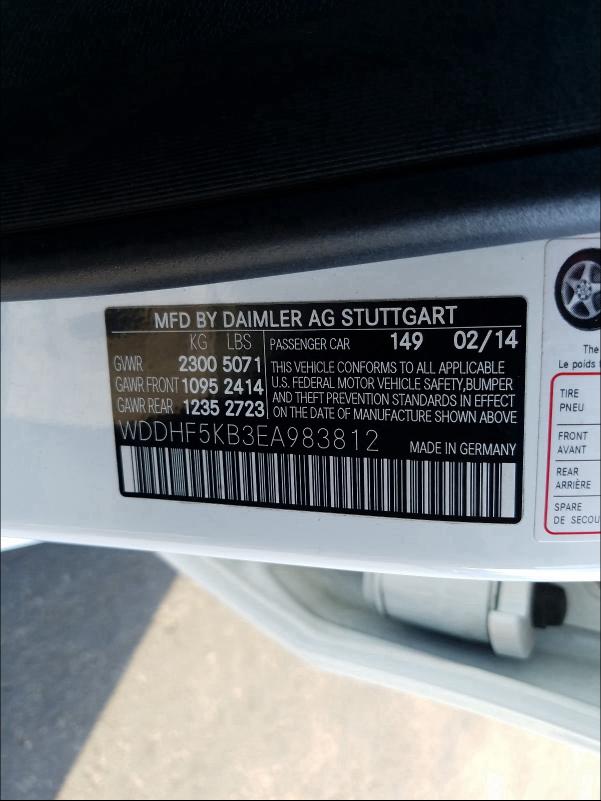 MFD BY DAIMLER AG STUTTGART
KG LBS
GVWR 2300 5071
GAWR FRONT 1095 2414
GAWR REAR 1235 2723
PASSENGER CAR 149 02/14
THIS VEHICLE CONFORMS TO ALL APPLICABLE
U.S. FEDERAL MOTOR VEHICLE SAFETY,BUMPER
AND THEFT PREVENTION STANDARDS IN EFFECT
ON THE DATE OF MANUFACTURE SHOWN ABOVE
WDDHF5KB3EA983812
MADE IN GERMANY
The
Le poids
TIRE
PNEU
FRONT
AVANT
REAR
ARRIÈRE
SPARE
DE SECOU